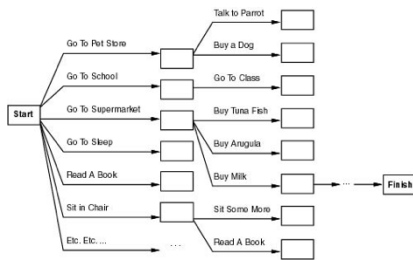 Talk to Parrot
Go To Pet Store
Buy a Dog
Go To School
Go To Class
Go To Supermarket
Buy Tuna Fish
Start
Go To Sleep
Buy Arugula
Read A Book
Buy Milk
...
Finish
Sit in Chair
Sit Some More
Etc. Etc. ...
...
Read A Book